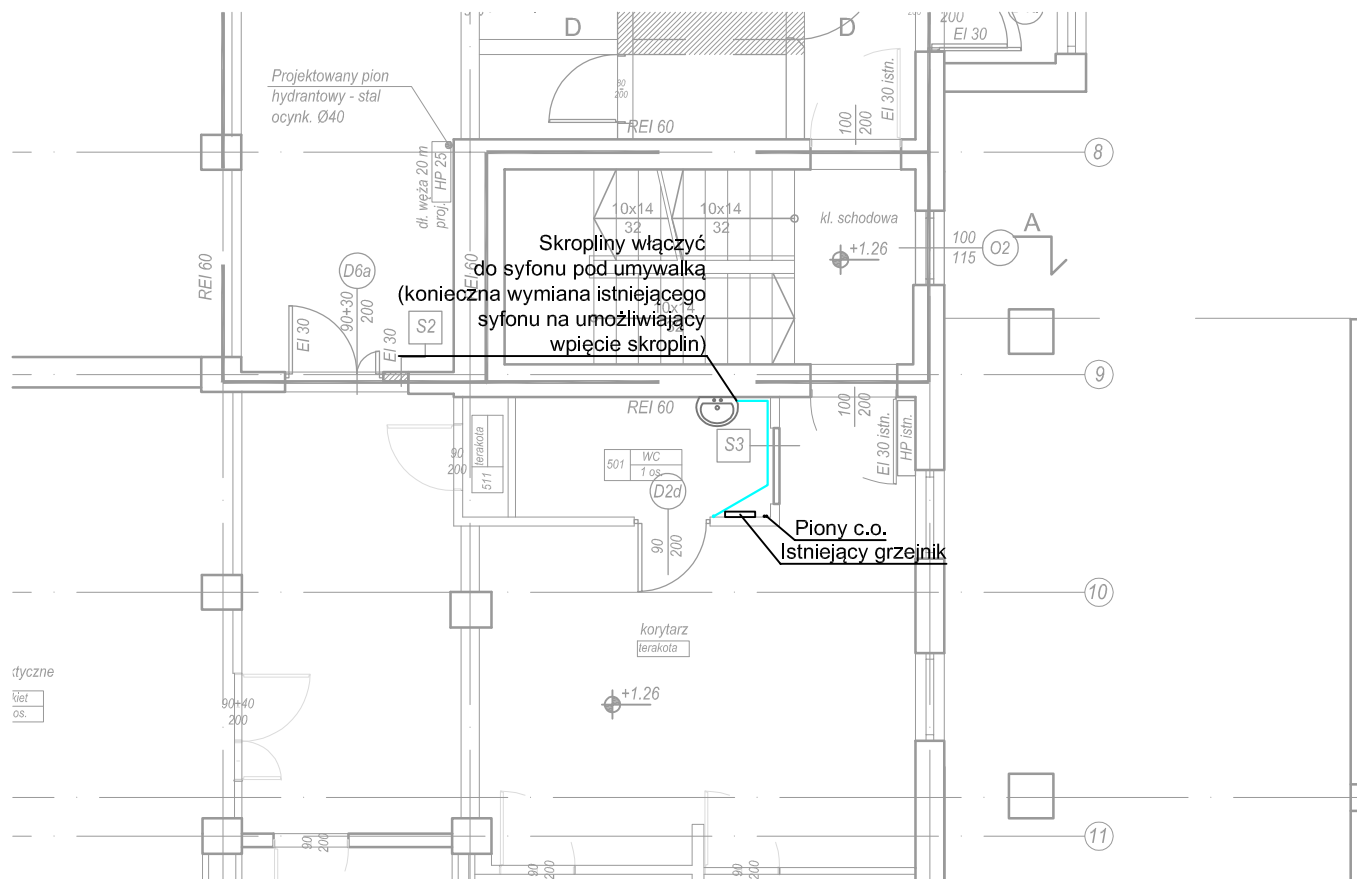 D
D
200
EI 30
Projektowany pion
hydrantowy - stal
ocynk. Ø40
80
200
EI 30 istn.
REI 60
100
200
8
dł. węża 20 m
proj. HP 25
10x14
32
10x14
32
kl. schodowa
+1.26
A
100
115
O2
REI 60
REI 60
D6a
90+30
200
EI 30
EI 30
S2
Skropliny włączyć
do syfonu pod umywalką
(konieczna wymiana istniejącego
syfonu na umożliwiający
wpięcie skroplin)
10x14
32
9
REI 60
100
200
EI 30 istn.
HP istn.
S3
90
200
511
terakota
501
WC
1 os.
D2d
90
200
Piony c.o.
Istniejący grzejnik
10
korytarz
terakota
+1.26
os.
90+40
200
90
200
90
200
90
200
11